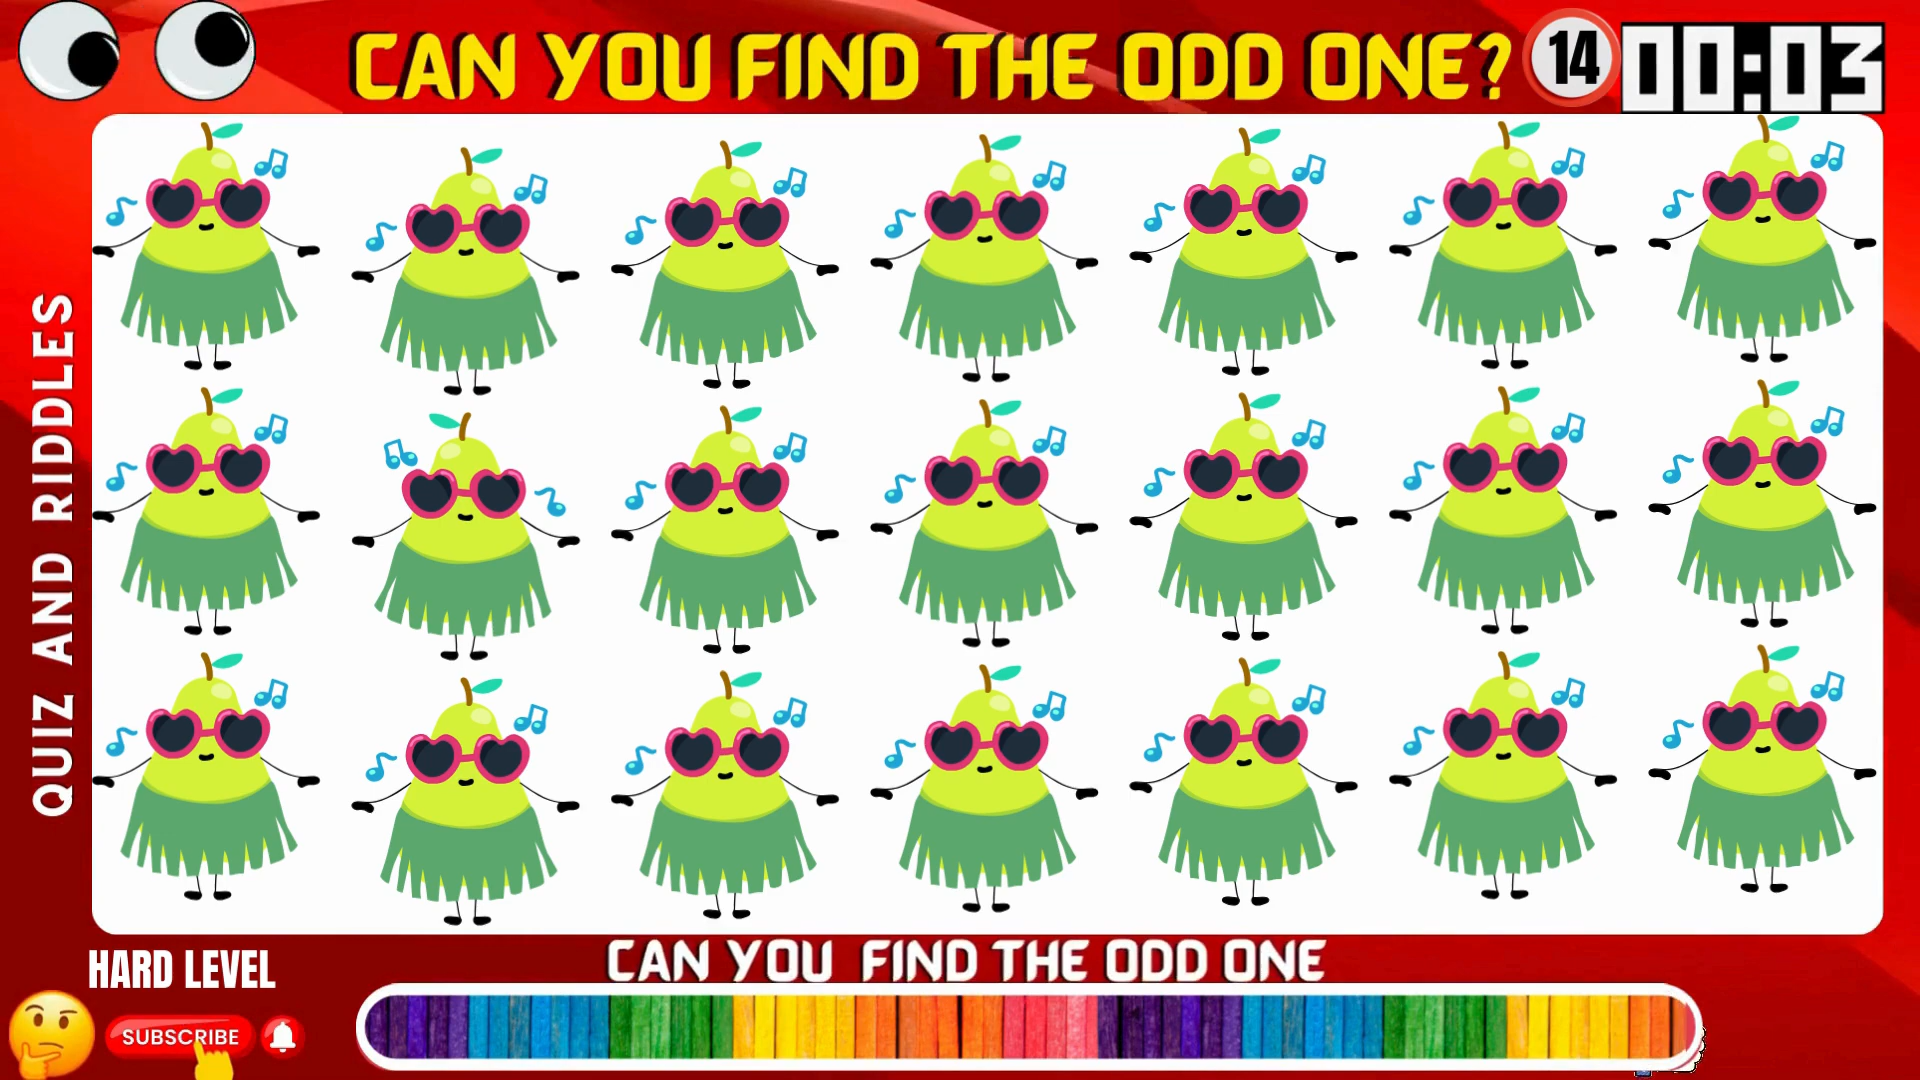 CAN YOU FIND THE ODD ONE?
14
00:03
QUIZ AND RIDDLES
CAN YOU FIND THE ODD ONE
HARD LEVEL
SUBSCRIBE